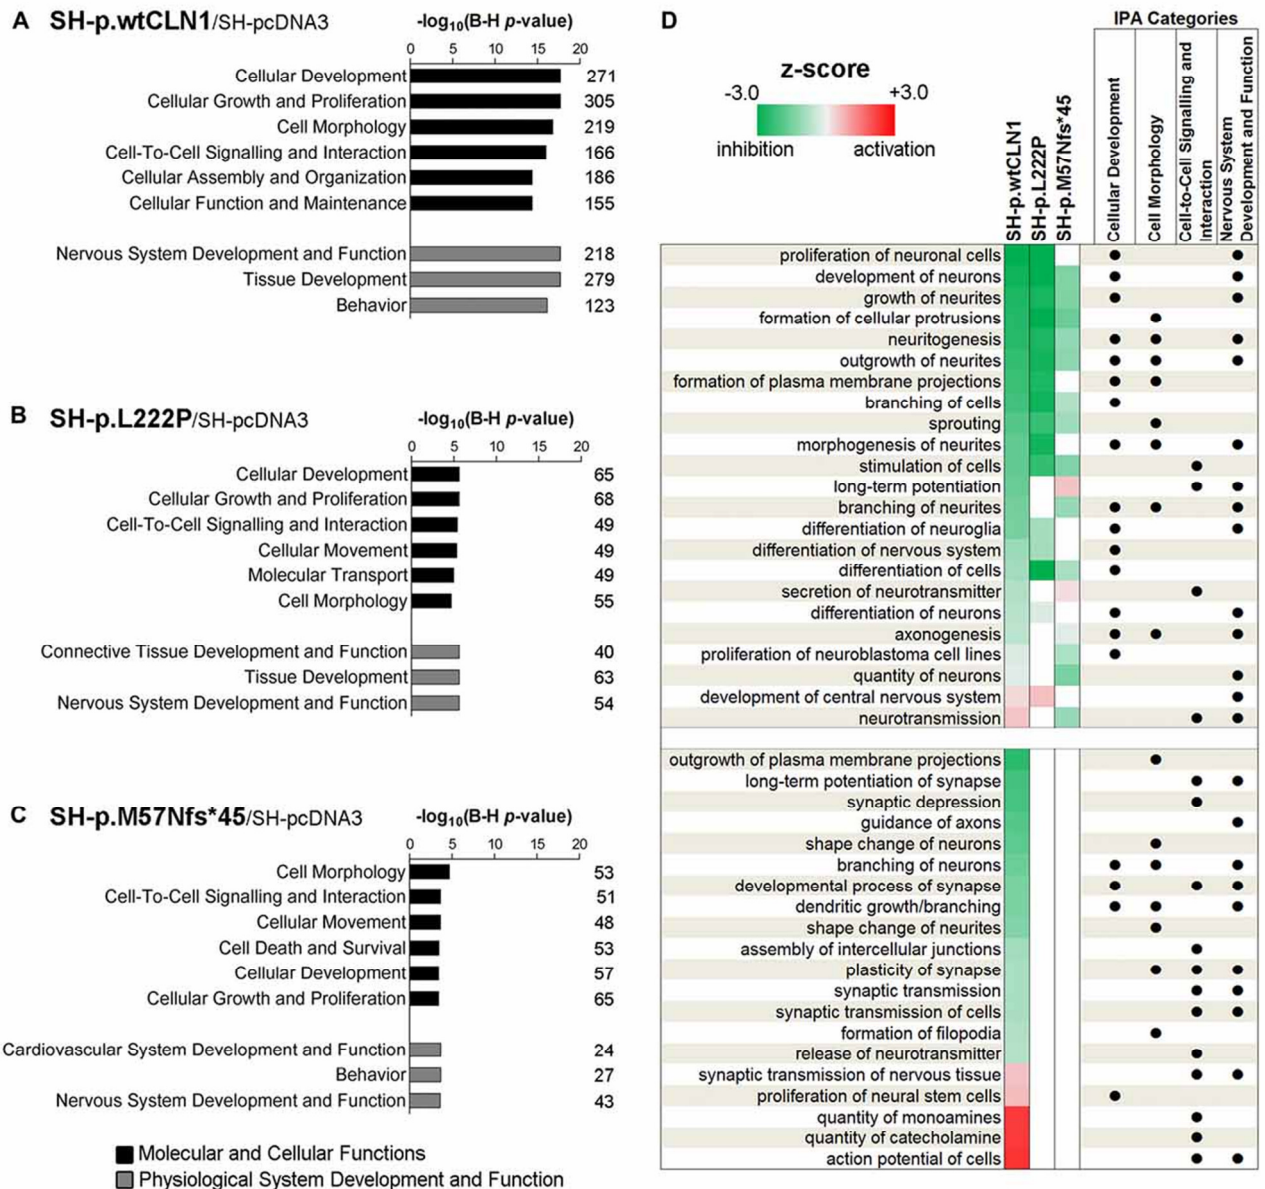 A SH-p.wtCLN1/SH-pcDNA3
-log10(B-H p-value)
0 5 10 15 20
Cellular Development 271
Cellular Growth and Proliferation 305
Cell Morphology 219
Cell-To-Cell Signalling and Interaction 166
Cellular Assembly and Organization 186
Cellular Function and Maintenance 155
Nervous System Development and Function 218
Tissue Development 279
Behavior 123
B SH-p.L222P/SH-pcDNA3
-log10(B-H p-value)
0 5 10 15 20
Cellular Development 65
Cellular Growth and Proliferation 68
Cell-To-Cell Signalling and Interaction 49
Cellular Movement 49
Molecular Transport 49
Cell Morphology 55
Connective Tissue Development and Function 40
Tissue Development 63
Nervous System Development and Function 54
C SH-p.M57Nfs*45/SH-pcDNA3
-log10(B-H p-value)
0 5 10 15 20
Cell Morphology 53
Cell-To-Cell Signalling and Interaction 51
Cellular Movement 48
Cell Death and Survival 53
Cellular Development 57
Cellular Growth and Proliferation 65
Cardiovascular System Development and Function 24
Behavior 27
Nervous System Development and Function 43
Molecular and Cellular Functions
Physiological System Development and Function
D
IPA Categories
z-score
-3.0 +3.0
inhibition activation
SH-p.wtCLN1
SH-p.L222P
SH-p.M57Nfs*45
Cellular Development
Cell Morphology
Cell-to-Cell Signalling and
Interaction
Nervous System
Development and Function
proliferation of neuronal cells
development of neurons
growth of neurites
formation of cellular protrusions
neuritogenesis
outgrowth of neurites
formation of plasma membrane projections
branching of cells
sprouting
morphogenesis of neurites
stimulation of cells
long-term potentiation
branching of neurites
differentiation of neuroglia
differentiation of nervous system
differentiation of cells
secretion of neurotransmitter
differentiation of neurons
axonogenesis
proliferation of neuroblastoma cell lines
quantity of neurons
development of central nervous system
neurotransmission
outgrowth of plasma membrane projections
long-term potentiation of synapse
synaptic depression
guidance of axons
shape change of neurons
branching of neurons
developmental process of synapse
dendritic growth/branching
shape change of neurites
assembly of intercellular junctions
plasticity of synapse
synaptic transmission
synaptic transmission of cells
formation of filopodia
release of neurotransmitter
synaptic transmission of nervous tissue
proliferation of neural stem cells
quantity of monoamines
quantity of catecholamine
action potential of cells